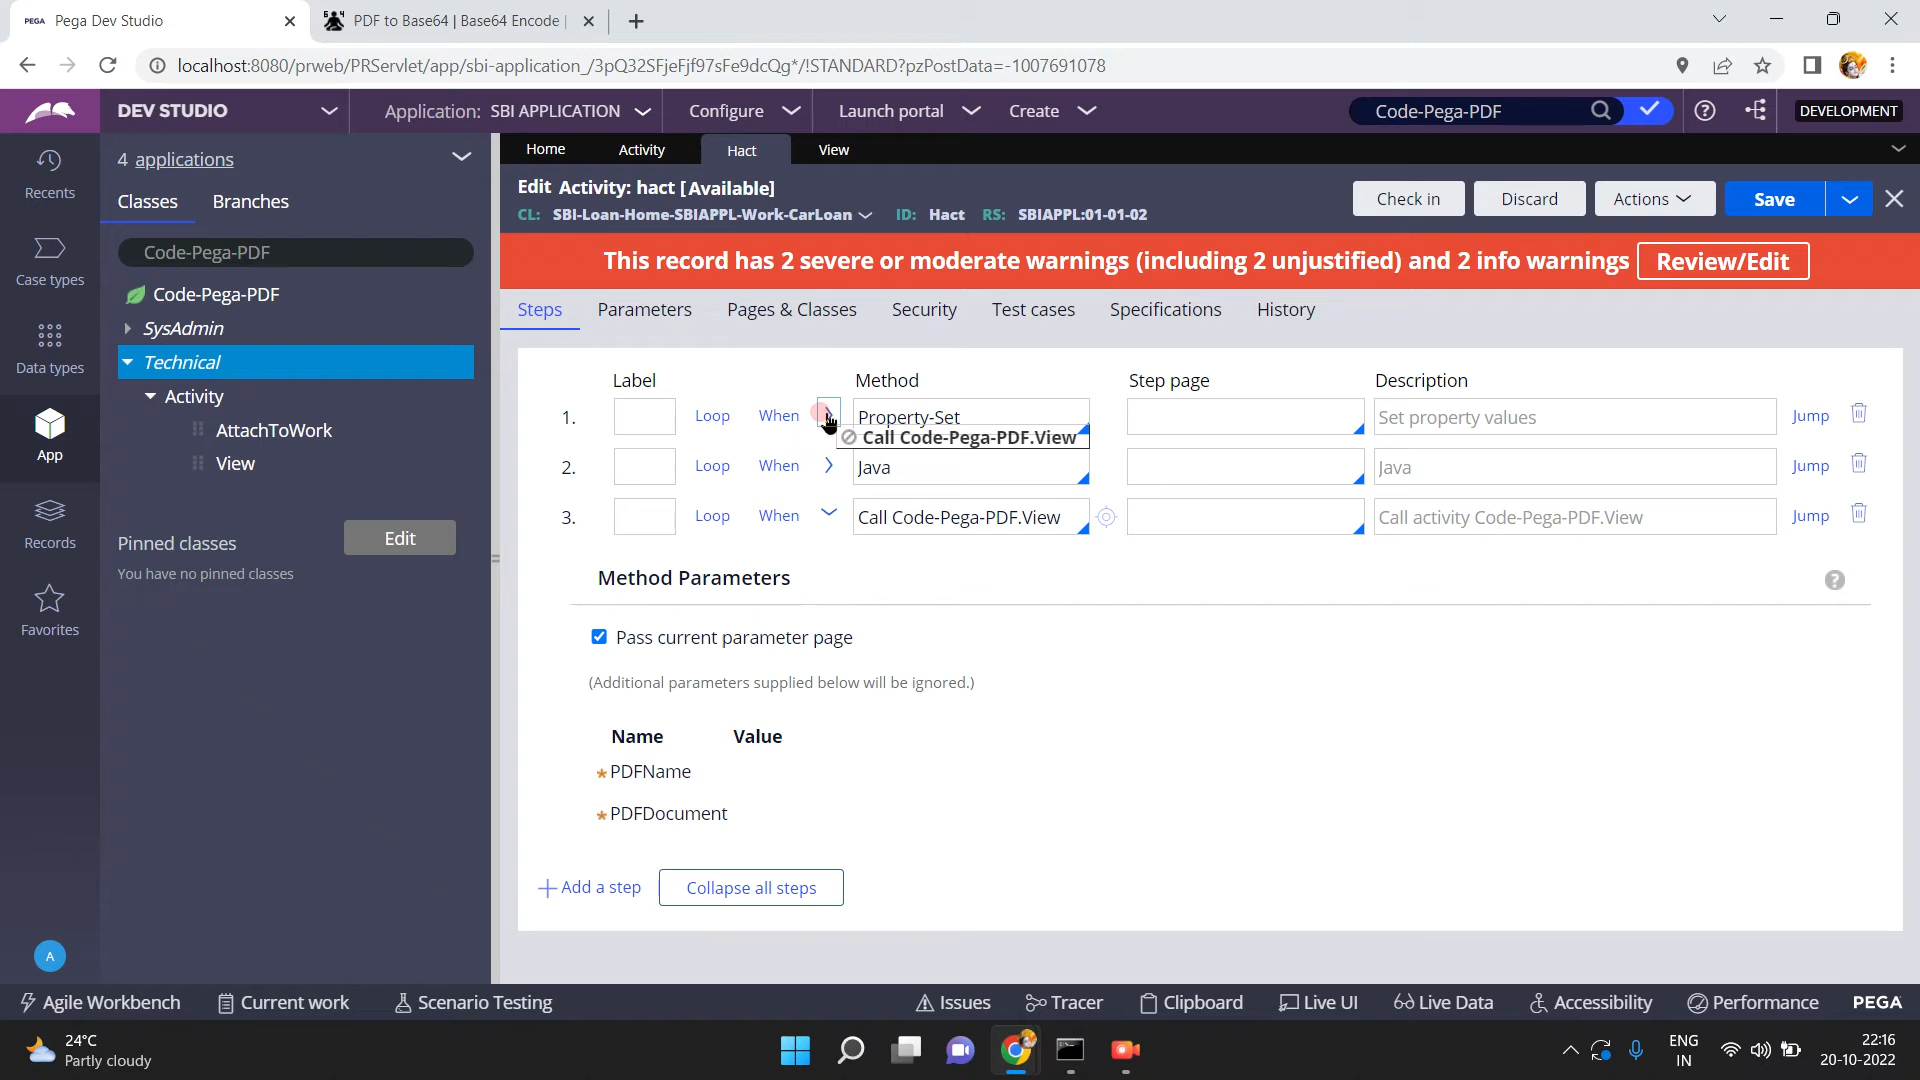 PEGA Pega Dev Studio
PDF to Base64 | Base64 Encode |
localhost:8080/prweb/PRServlet/app/sbi-application_/3pQ32SFjeFjf97sFe9dcQg*/!STANDARD?pzPostData=-1007691078
DEV STUDIO
Application: SBI APPLICATION
Configure
Launch portal
Create
Code-Pega-PDF
DEVELOPMENT
Recents
Case types
Data types
App
Records
Favorites
A
4 applications
Classes
Branches
Code-Pega-PDF
Code-Pega-PDF
SysAdmin
Technical
Activity
AttachToWork
View
Pinned classes
Edit
You have no pinned classes
Home
Activity
Hact
View
Edit Activity: hact [Available]
CL: SBI-Loan-Home-SBIAPPL-Work-CarLoan ID: Hact RS: SBIAPPL:01-01-02
Check in
Discard
Actions
Save
This record has 2 severe or moderate warnings (including 2 unjustified) and 2 info warnings
Review/Edit
Steps
Parameters
Pages & Classes
Security
Test cases
Specifications
History
Label
Method
Step page
Description
1. Loop When Property-Set Set property values Jump
Call Code-Pega-PDF.View
2. Loop When Java Java Jump
3. Loop When Call Code-Pega-PDF.View Call activity Code-Pega-PDF.View Jump
Method Parameters
?
Pass current parameter page
(Additional parameters supplied below will be ignored.)
Name Value
*PDFName
*PDFDocument
Add a step
Collapse all steps
Agile Workbench
Current work
Scenario Testing
Issues
Tracer
Clipboard
Live UI
Live Data
Accessibility
Performance
PEGA
24°C
Partly cloudy
ENG
IN
22:16
20-10-2022